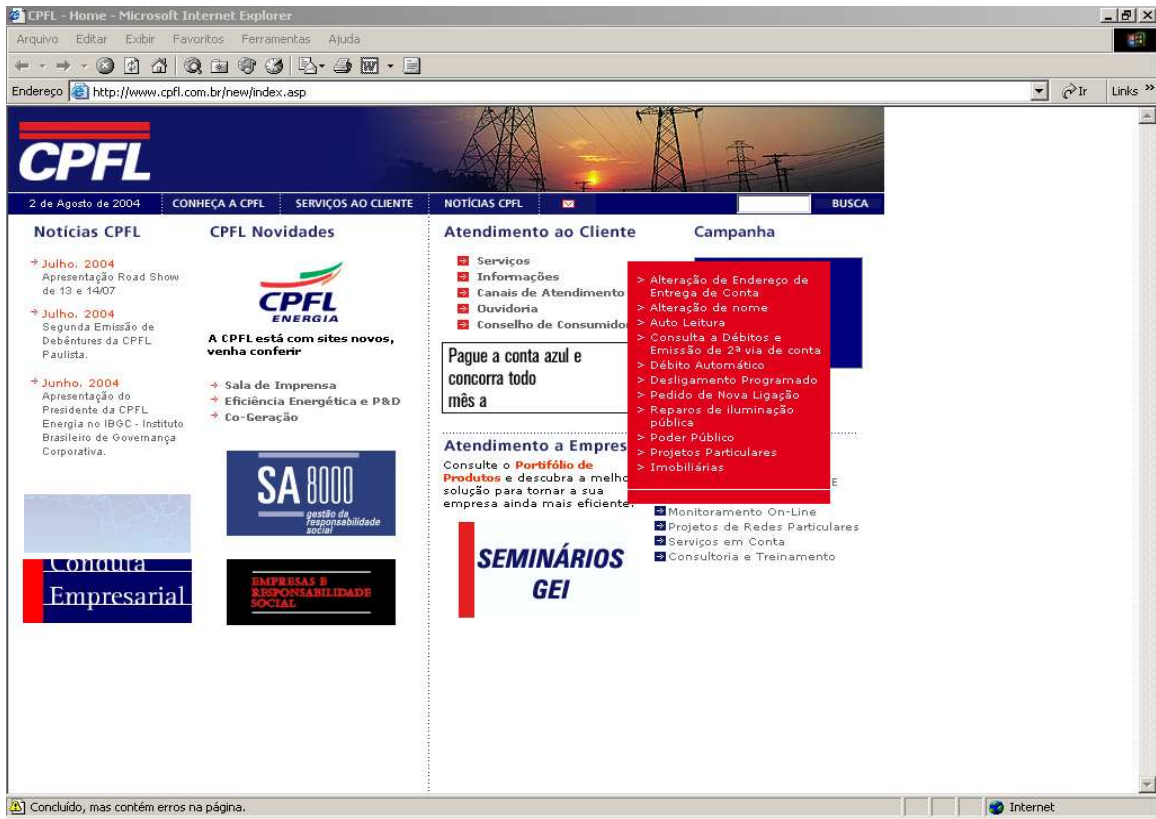 CPFL - Home - Microsoft Internet Explorer
Arquivo Editar Exibir Favoritos Ferramentas Ajuda
Endereço http://www.cpfl.com.br/new/index.asp Ir Links »
CPFL
2 de Agosto de 2004 CONHEÇA A CPFL SERVIÇOS AO CLIENTE NOTÍCIAS CPFL BUSCA
Notícias CPFL
Julho. 2004
Apresentação Road Show
de 13 e 14/07
Julho. 2004
Segunda Emissão de
Debêntures da CPFL
Paulista.
Junho. 2004
Apresentação do
Presidente da CPFL
Energia no IBGC - Instituto
Brasileiro de Governança
Corporativa.
Conduta
Empresarial
CPFL Novidades
CPFL
ENERGIA
A CPFL está com sites novos,
venha conferir
Sala de Imprensa
Eficiência Energética e P&D
Co-Geração
SA 8000
gestão da
responsabilidade
social
EMPRESAS E
RESPONSABILIDADE
SOCIAL
Atendimento ao Cliente
Serviços
Informações
Canais de Atendimento
Ouvidoria
Conselho de Consumido
Pague a conta azul e
concorra todo
mês a
Campanha
> Alteração de Endereço de
Entrega de Conta
> Alteração de nome
> Auto Leitura
> Consulta a Débitos e
Emissão de 2ª via de conta
> Débito Automático
> Desligamento Programado
> Pedido de Nova Ligação
> Reparos de iluminação
pública
> Poder Público
> Projetos Particulares
> Imobiliárias
Atendimento a Empres
Consulte o Portifólio de
Produtos e descubra a melho
solução para tornar a sua
empresa ainda mais eficiente.
SEMINÁRIOS
GEI
E
Monitoramento On-Line
Projetos de Redes Particulares
Serviços em Conta
Consultoria e Treinamento
Concluído, mas contém erros na página. Internet